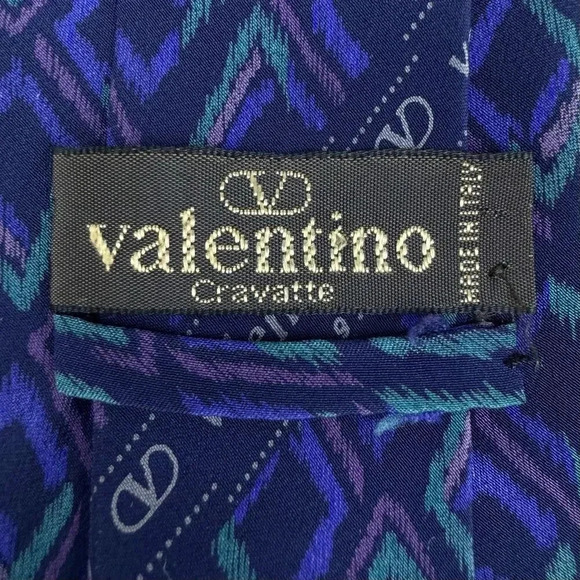 V
valentino
Cravatte
MADE IN ITALY
V
V